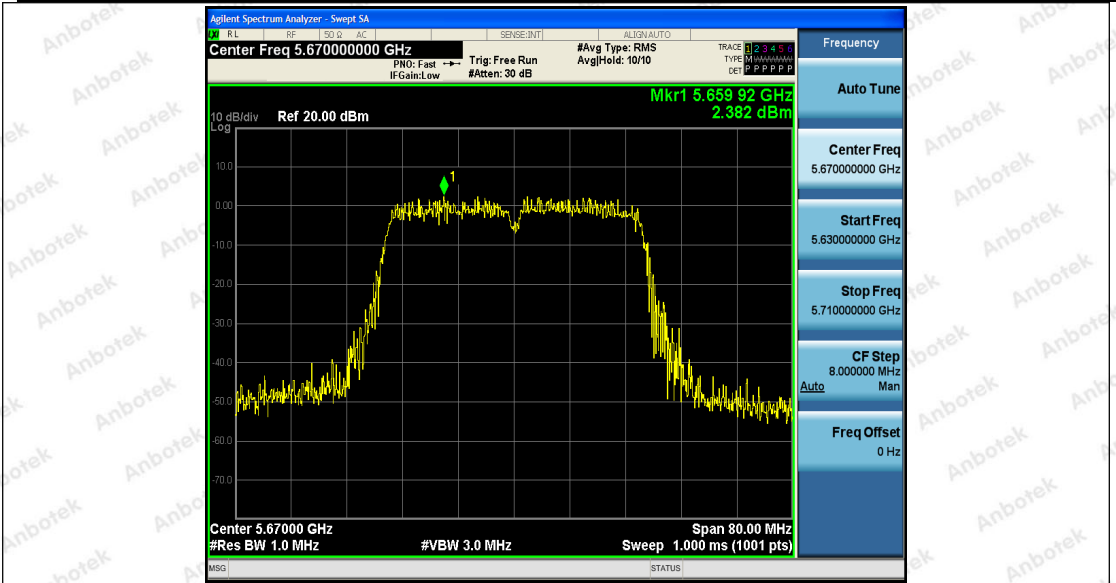 Agilent Spectrum Analyzer - Swept SA
RL RF 50 Ω AC SENSE:INT ALIGNAUTO
Center Freq 5.670000000 GHz
PNO: Fast
IFGain:Low
Trig: Free Run
#Atten: 30 dB
#Avg Type: RMS
Avg|Hold: 10/10
TRACE 1 2 3 4 5 6
TYPE M
DET P P P P P P
Mkr1 5.659 92 GHz
2.382 dBm
10 dB/div Ref 20.00 dBm
Log
10.0
0.00
-10.0
-20.0
-30.0
-40.0
-50.0
-60.0
-70.0
1
Center 5.67000 GHz Span 80.00 MHz
#Res BW 1.0 MHz #VBW 3.0 MHz Sweep 1.000 ms (1001 pts)
MSG STATUS
Frequency
Auto Tune
Center Freq
5.670000000 GHz
Start Freq
5.630000000 GHz
Stop Freq
5.710000000 GHz
CF Step
8.000000 MHz
Auto Man
Freq Offset
0 Hz
Anbotek